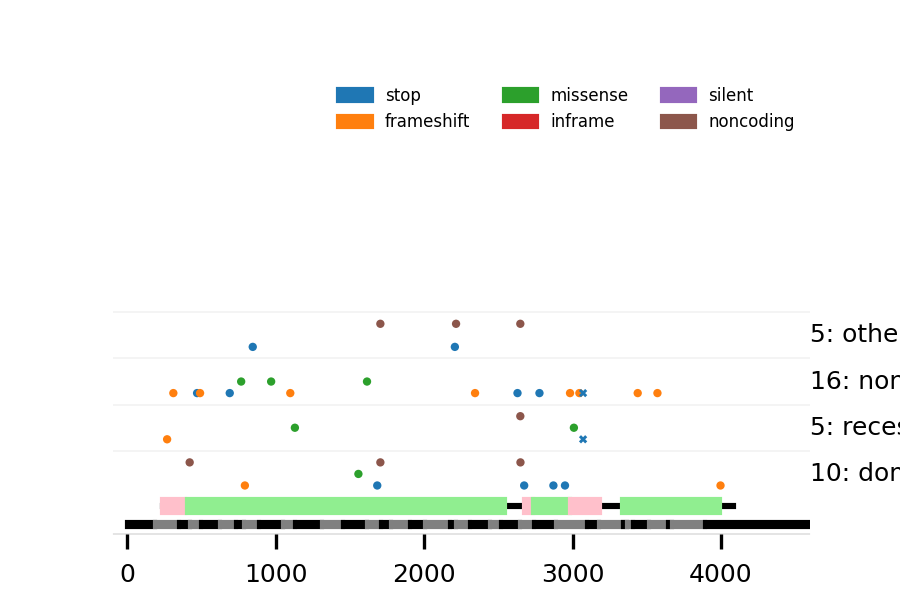 stop missense silent
frameshift inframe noncoding
5: othe
16: nor
5: reces
10: dor
0 1000 2000 3000 4000